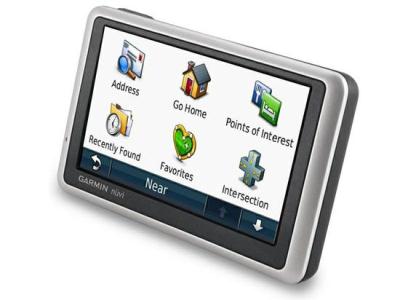 Address
Go Home
Points of Interest
Recently Found
Favorites
Intersection
Near
GARMIN nüvi